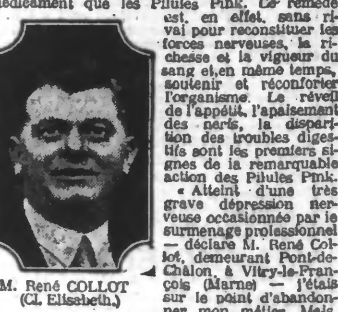 médicament que les Pilules Pink. Ce remède
est, en effet, sans ri-
val pour reconstituer les
forces nerveuses, la ri-
chesse et la vigueur du
sang et, en même temps,
soutenir et réconforter
l'organisme. Le réveil
de l'appétit, l'apaisement
des nerfs, la dispari-
tion des troubles diges-
tifs sont les premiers si-
gnes de la remarquable
action des Pilules Pink.
« Atteint d'une très
grave dépression ner-
veuse occasionnée par le
surmenage professionnel
— déclare M. René Col-
lot, demeurant Pont-de-
Châlon, à Vitry-le-Fran-
çois (Marne) — j'étais
sur le point d'abandon-
ner mon métier. Mais
M. René COLLOT
(Cl. Elisabeth.)